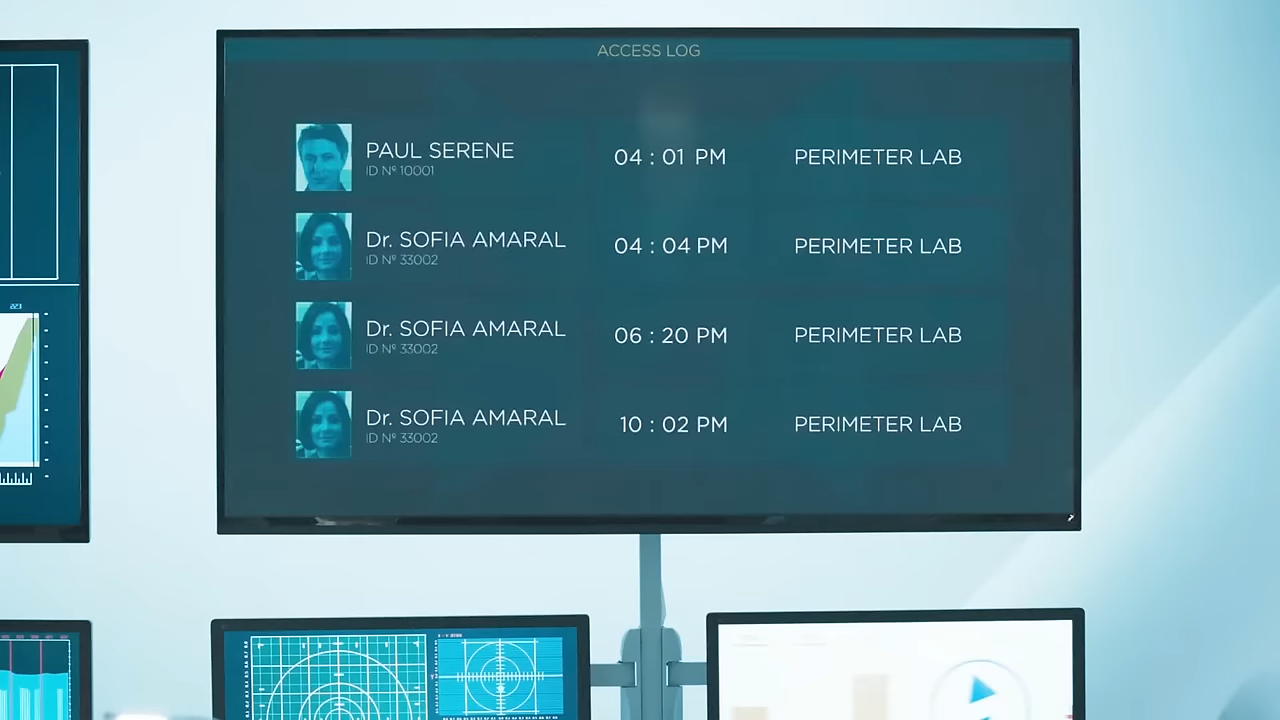 ACCESS LOG
PAUL SERENE
ID Nº 10001
04 : 01 PM
PERIMETER LAB
Dr. SOFIA AMARAL
ID Nº 33002
04 : 04 PM
PERIMETER LAB
Dr. SOFIA AMARAL
ID Nº 33002
06 : 20 PM
PERIMETER LAB
Dr. SOFIA AMARAL
ID Nº 33002
10 : 02 PM
PERIMETER LAB